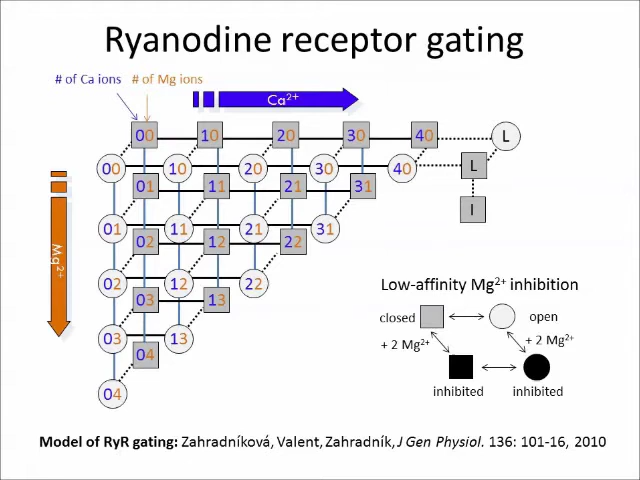 Ryanodine receptor gating
# of Ca ions # of Mg ions
Ca²⁺
00 10 20 30 40 L
00 10 20 30 40 L
01 11 21 31
I
01 11 21 31
02 12 22
02 12 22
03 13
03 13
04
04
Mg²⁺
Low-affinity Mg²⁺ inhibition
closed open
+ 2 Mg²⁺ + 2 Mg²⁺
inhibited inhibited
Model of RyR gating: Zahradníková, Valent, Zahradník, J Gen Physiol. 136: 101-16, 2010